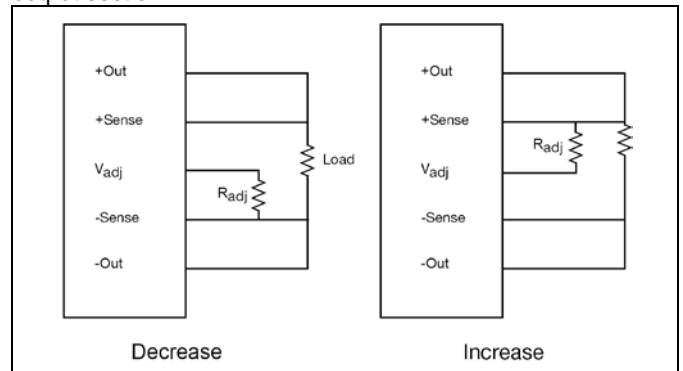 +Out
+Sense
Vadj
Radj
-Sense
-Out
Load
Decrease
+Out
+Sense
Vadj
Radj
-Sense
-Out
Increase